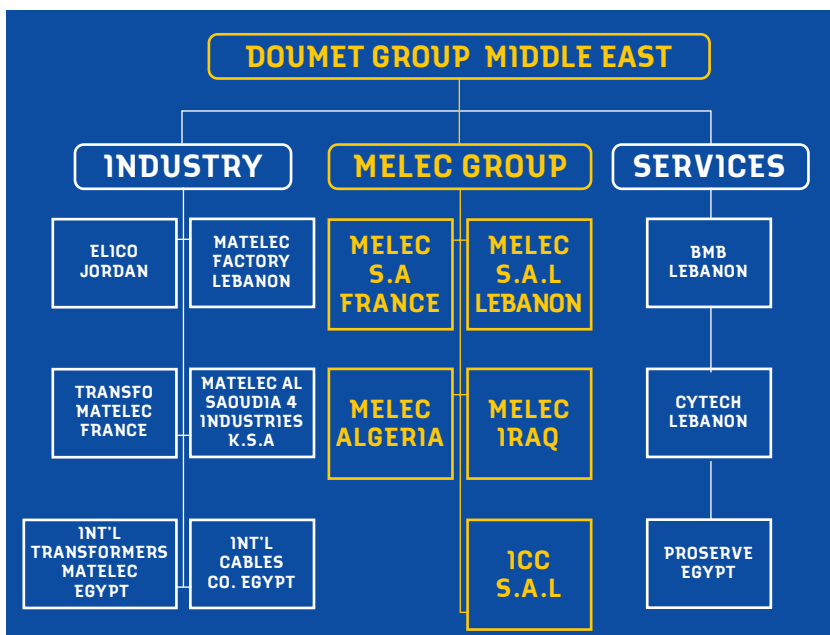 DOUMET GROUP MIDDLE EAST
INDUSTRY
MELEC GROUP
SERVICES
ELICO
JORDAN
MATELEC
FACTORY
LEBANON
MELEC
S.A
FRANCE
MELEC
S.A.L
LEBANON
BMB
LEBANON
TRANSFO
MATELEC
FRANCE
MATELEC AL
SAOUDIA 4
INDUSTRIES
K.S.A
MELEC
ALGERIA
MELEC
IRAQ
CYTECH
LEBANON
INT'L
TRANSFORMERS
MATELEC
EGYPT
INT'L
CABLES
CO. EGYPT
ICC
S.A.L
PROSERVE
EGYPT